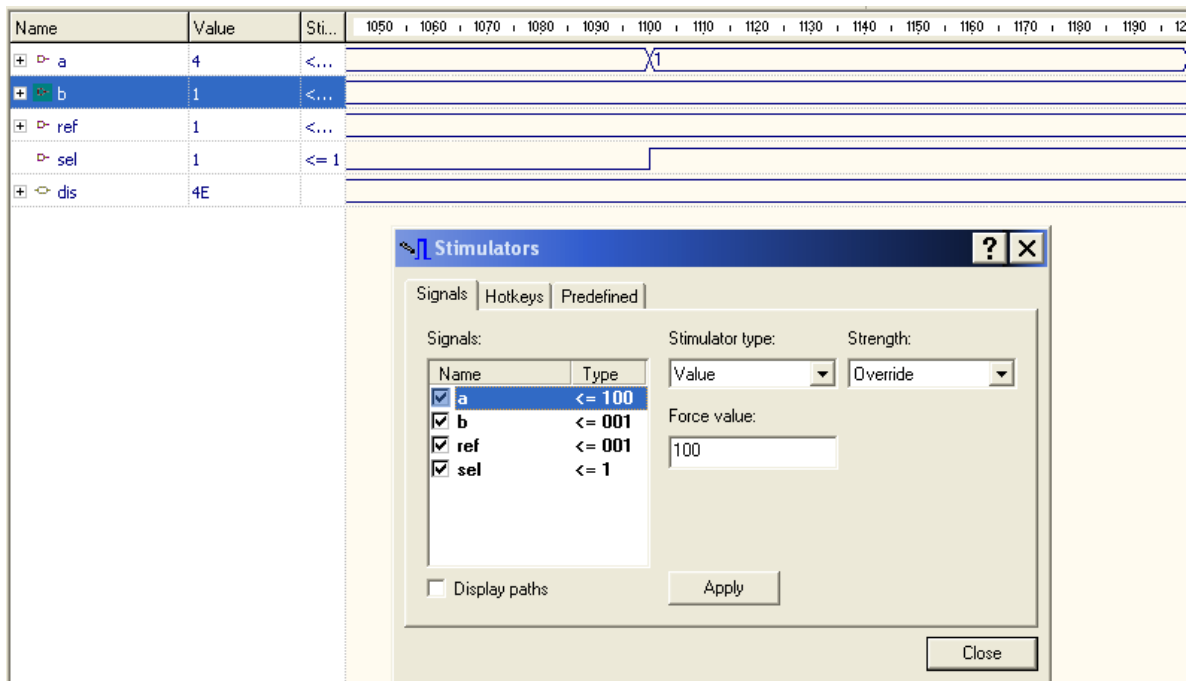 Name Value Sti... 1050 1060 1070 1080 1090 1100 1110 1120 1130 1140 1150 1160 1170 1180 1190 12
a 4 <... 1
b 1 <...
ref 1 <...
sel 1 <= 1
dis 4E
Stimulators
Signals Hotkeys Predefined
Signals: Stimulator type: Strength:
Name Type Value Override
a <= 100
b <= 001 Force value:
ref <= 001 100
sel <= 1
Display paths Apply
Close